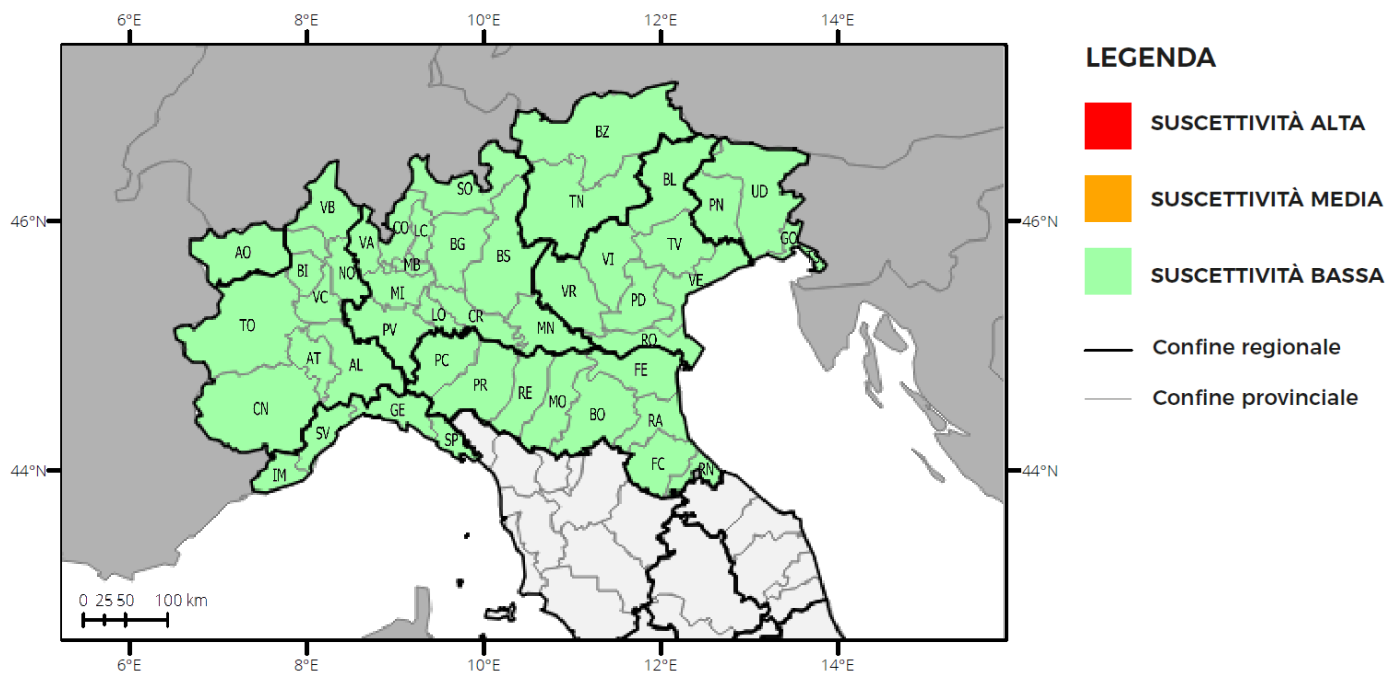 6°E 8°E 10°E 12°E 14°E
LEGENDA
SUSCETTIVITÀ ALTA
SUSCETTIVITÀ MEDIA
SUSCETTIVITÀ BASSA
Confine regionale
Confine provinciale
BZ
SO BL UD
VB TN PN
46°N 46°N
CO LC
VA BG TV GO
AO BS VI
BI NO MB
VC MI VR PD VE
TO LO CR MN
PV RO
AT AL PC FE
PR RE MO
CN GE BO RA
SV SP
44°N 44°N
IM FC RN
0 25 50 100 km
6°E 8°E 10°E 12°E 14°E